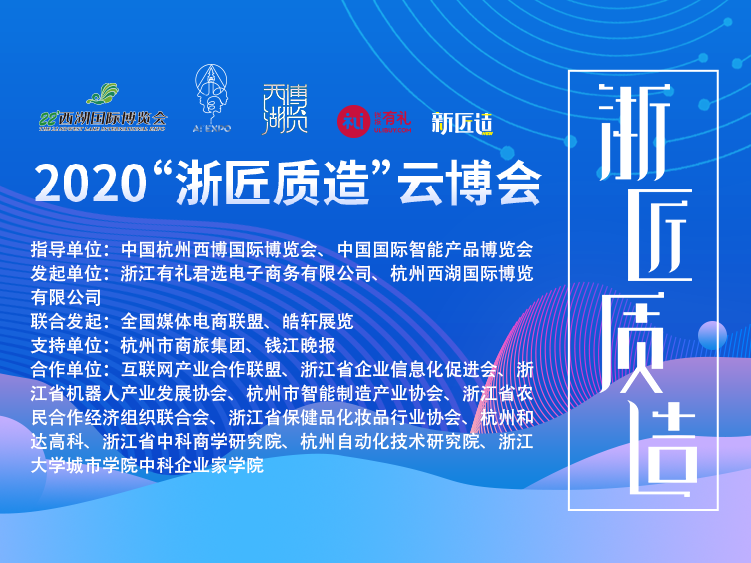 22nd西湖国际博览会
AI EXPO
西湖博览
有礼
新匠造
2020“浙匠质造”云博会
指导单位：中国杭州西博国际博览会、中国国际智能产品博览会
发起单位：浙江有礼君选电子商务有限公司、杭州西湖国际博览
有限公司
联合发起：全国媒体电商联盟、皓轩展览
支持单位：杭州市商旅集团、钱江晚报
合作单位：互联网产业合作联盟、浙江省企业信息化促进会、浙
江省机器人产业发展协会、杭州市智能制造产业协会、浙江省农
民合作经济组织联合会、浙江省保健品化妆品行业协会、杭州和
达高科、浙江省中科商学研究院、杭州自动化技术研究院、浙江
大学城市学院中科企业家学院
浙匠质造